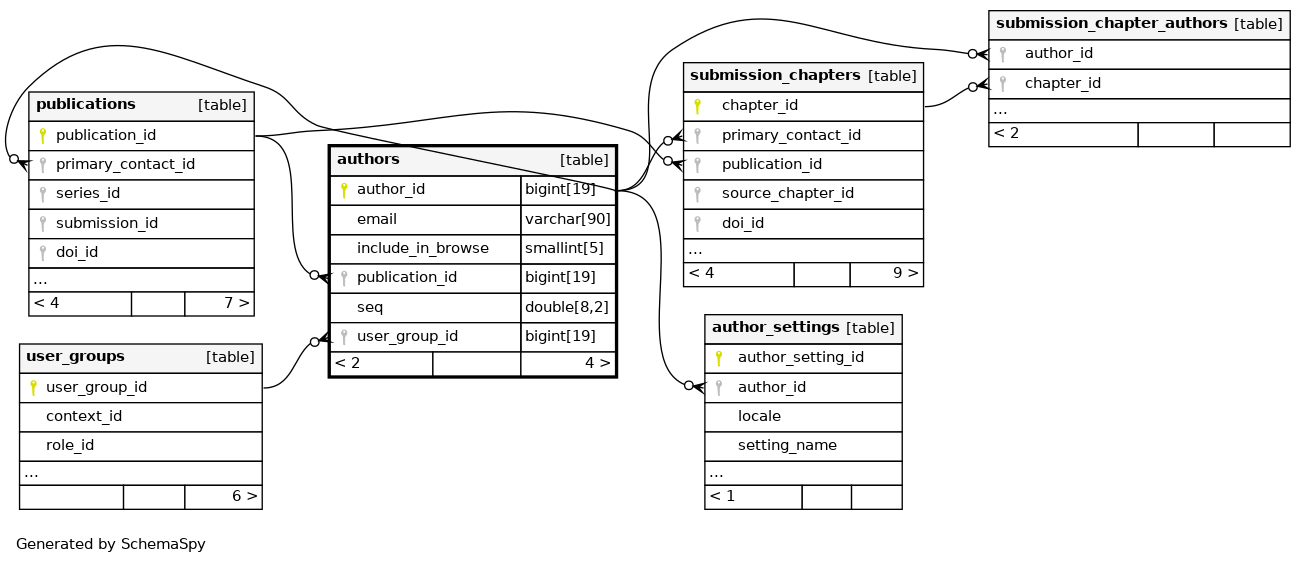 publications [table]
publication_id
primary_contact_id
series_id
submission_id
doi_id
...
< 4 7 >
user_groups [table]
user_group_id
context_id
role_id
...
6 >
authors [table]
author_id bigint[19]
email varchar[90]
include_in_browse smallint[5]
publication_id bigint[19]
seq double[8,2]
user_group_id bigint[19]
< 2 4 >
submission_chapters [table]
chapter_id
primary_contact_id
publication_id
source_chapter_id
doi_id
...
< 4 9 >
author_settings [table]
author_setting_id
author_id
locale
setting_name
...
< 1
submission_chapter_authors [table]
author_id
chapter_id
...
< 2
Generated by SchemaSpy